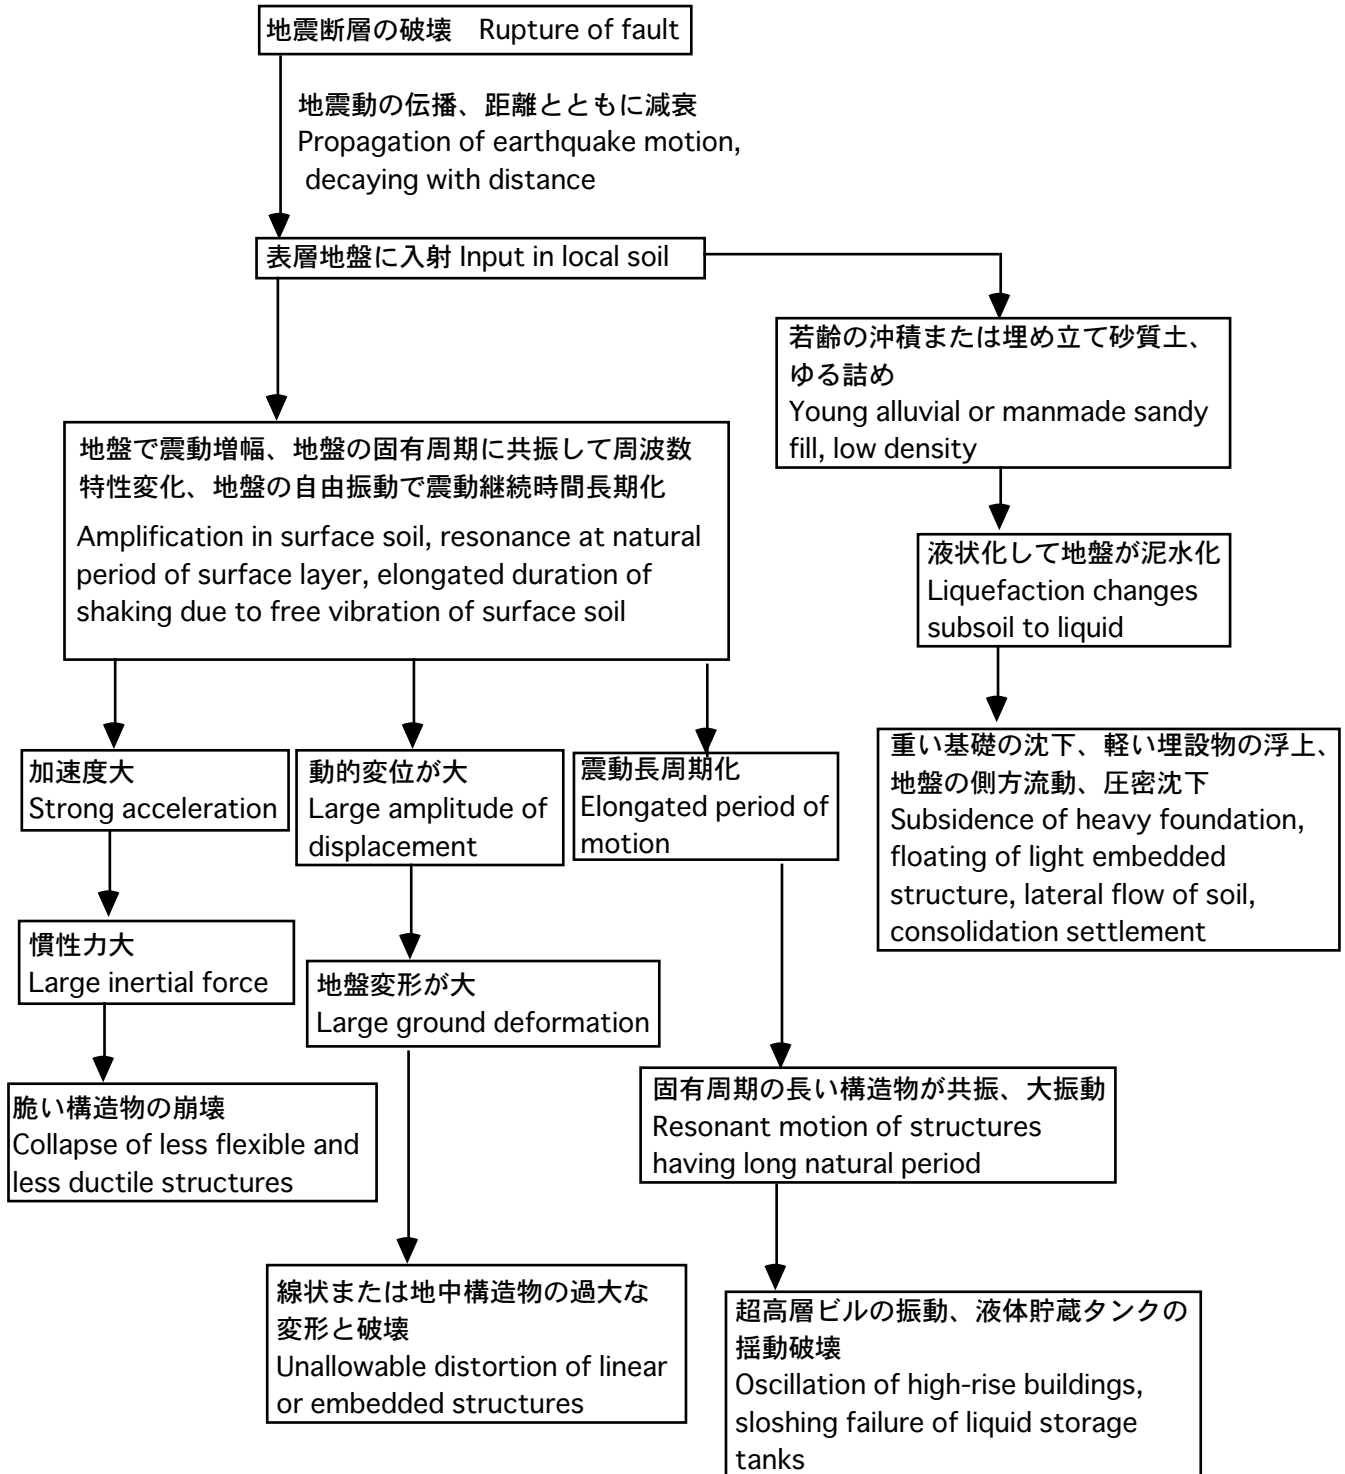 地震断層の破壊　Rupture of fault
地震動の伝播、距離とともに減衰
Propagation of earthquake motion,
decaying with distance
表層地盤に入射 Input in local soil
若齢の沖積または埋め立て砂質土、
ゆる詰め
Young alluvial or manmade sandy
fill, low density
地盤で震動増幅、地盤の固有周期に共振して周波数
特性変化、地盤の自由振動で震動継続時間長期化
Amplification in surface soil, resonance at natural
period of surface layer, elongated duration of
shaking due to free vibration of surface soil
液状化して地盤が泥水化
Liquefaction changes
subsoil to liquid
加速度大
Strong acceleration
動的変位が大
Large amplitude of
displacement
震動長周期化
Elongated period of
motion
重い基礎の沈下、軽い埋設物の浮上、
地盤の側方流動、圧密沈下
Subsidence of heavy foundation,
floating of light embedded
structure, lateral flow of soil,
consolidation settlement
慣性力大
Large inertial force
地盤変形が大
Large ground deformation
脆い構造物の崩壊
Collapse of less flexible and
less ductile structures
固有周期の長い構造物が共振、大振動
Resonant motion of structures
having long natural period
線状または地中構造物の過大な
変形と破壊
Unallowable distortion of linear
or embedded structures
超高層ビルの振動、液体貯蔵タンクの
揺動破壊
Oscillation of high-rise buildings,
sloshing failure of liquid storage
tanks